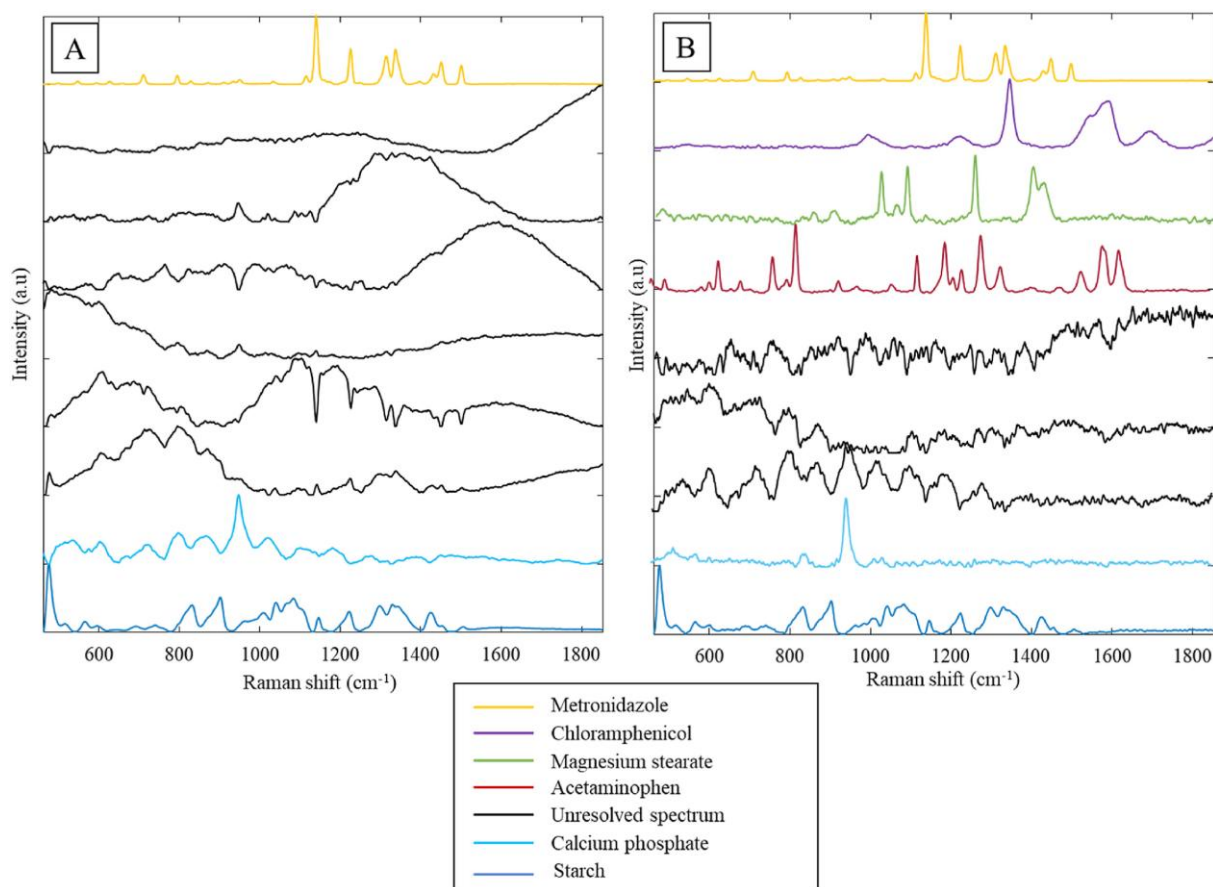 A
B
Intensity (a.u)
Intensity (a.u)
600 800 1000 1200 1400 1600 1800
600 800 1000 1200 1400 1600 1800
Raman shift (cm-1)
Raman shift (cm-1)
Metronidazole
Chloramphenicol
Magnesium stearate
Acetaminophen
Unresolved spectrum
Calcium phosphate
Starch